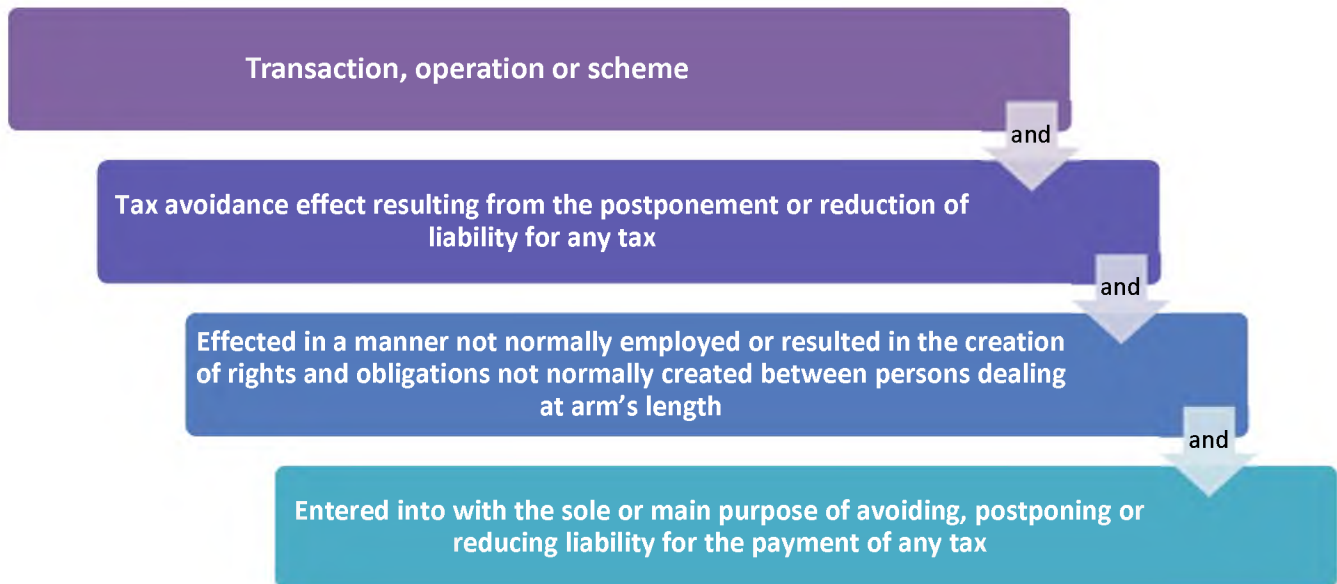 Transaction, operation or scheme
and
Tax avoidance effect resulting from the postponement or reduction of
liability for any tax
and
Effected in a manner not normally employed or resulted in the creation
of rights and obligations not normally created between persons dealing
at arm’s length
and
Entered into with the sole or main purpose of avoiding, postponing or
reducing liability for the payment of any tax